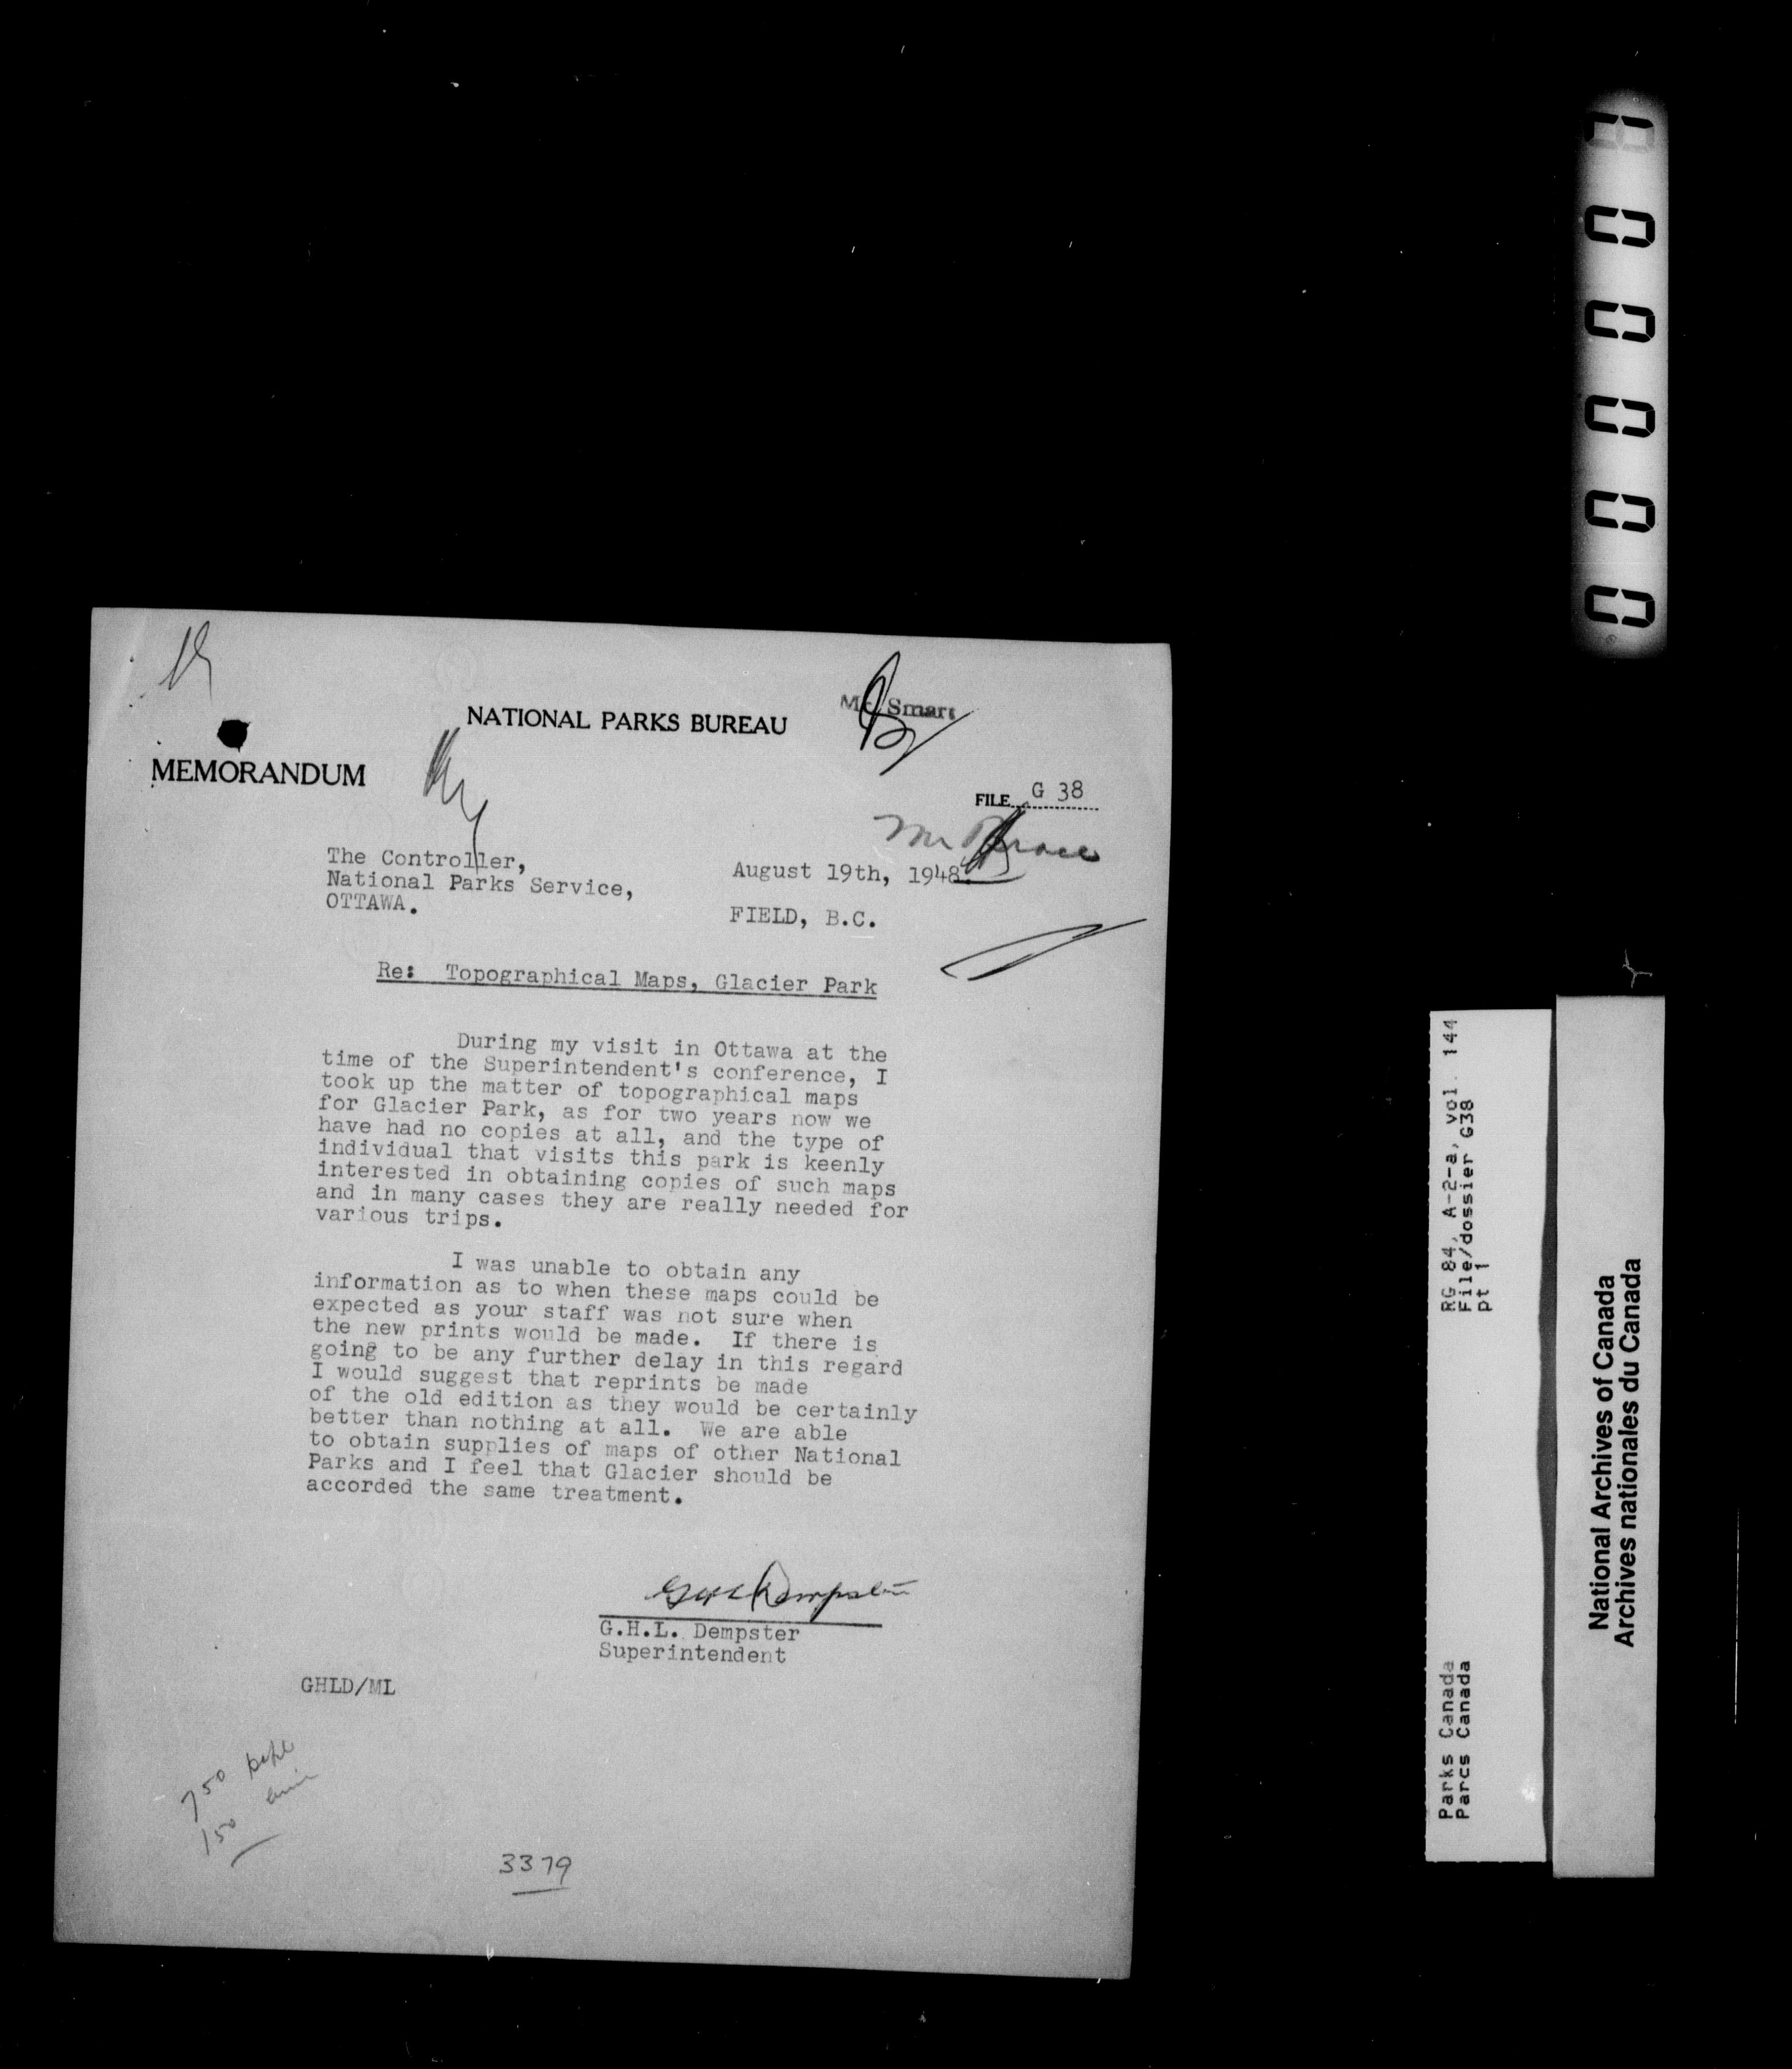 NATIONAL PARKS BUREAU
Mr. Smart
MEMORANDUM
FILE G 38
Mr
The Controller,
National Parks Service,
OTTAWA.
August 19th, 1948.
FIELD, B.C.
Re: Topographical Maps, Glacier Park
During my visit in Ottawa at the
time of the Superintendent's conference, I
took up the matter of topographical maps
for Glacier Park, as for two years now we
have had no copies at all, and the type of
individual that visits this park is keenly
interested in obtaining copies of such maps
and in many cases they are really needed for
various trips.
I was unable to obtain any
information as to when these maps could be
expected as your staff was not sure when
the new prints would be made. If there is
going to be any further delay in this regard
I would suggest that reprints be made
of the old edition as they would be certainly
better than nothing at all. We are able
to obtain supplies of maps of other National
Parks and I feel that Glacier should be
accorded the same treatment.
GHL Dempster
G.H.L. Dempster
Superintendent
GHLD/ML
750
150
3379
000000
RG 84, A-2-a, vol. 144
File/dossier G38
pt 1
Parks Canada
Parcs Canada
National Archives of Canada
Archives nationales du Canada